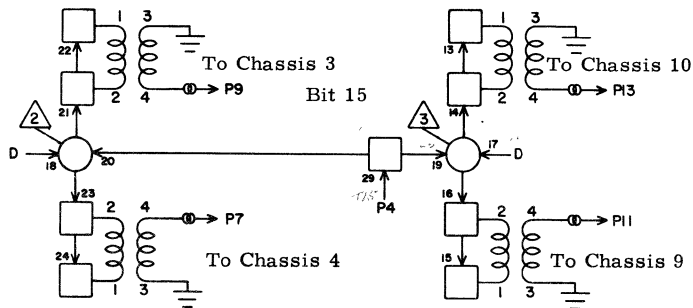 1 3 1 3
22 13
To Chassis 3 To Chassis 10
2 4 P9 2 4 P13
21 Bit 15 14
2 3
D 18 20 19 17 D
29
23 P4 16
2 4 P7 2 4 P11
24 To Chassis 4 15 To Chassis 9
1 3 1 3